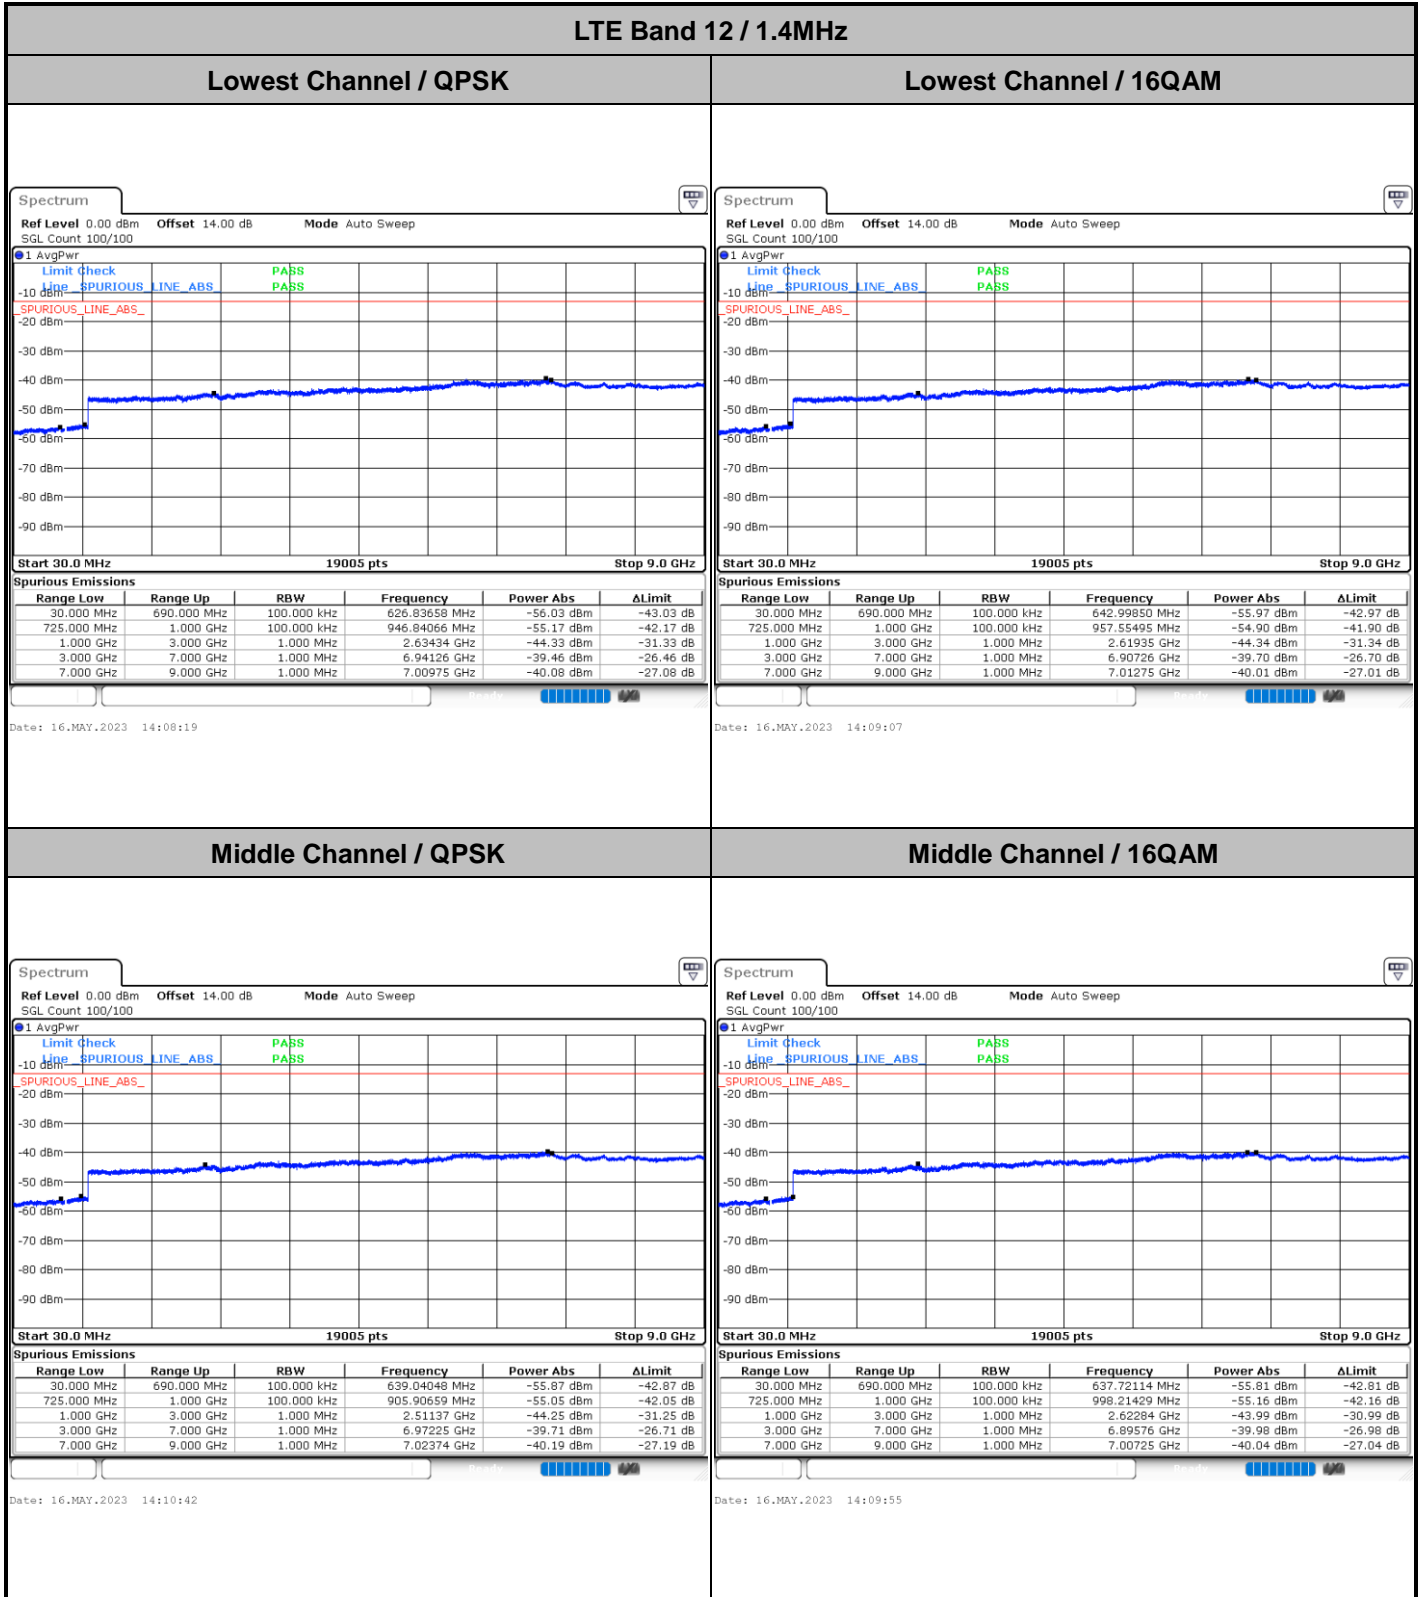 LTE Band 12 / 1.4MHz
Lowest Channel / QPSK
Lowest Channel / 16QAM
Spectrum
Ref Level 0.00 dBm Offset 14.00 dB Mode Auto Sweep
SGL Count 100/100
1 AvgPwr
Limit Check PASS
Line _SPURIOUS_LINE_ABS_ PASS
-10 dBm
_SPURIOUS_LINE_ABS_
-20 dBm
-30 dBm
-40 dBm
-50 dBm
-60 dBm
-70 dBm
-80 dBm
-90 dBm
Start 30.0 MHz 19005 pts Stop 9.0 GHz
Spurious Emissions
Range Low Range Up RBW Frequency Power Abs ΔLimit
30.000 MHz 690.000 MHz 100.000 kHz 626.83658 MHz -56.03 dBm -43.03 dB
725.000 MHz 1.000 GHz 100.000 kHz 946.84066 MHz -55.17 dBm -42.17 dB
1.000 GHz 3.000 GHz 1.000 MHz 2.63434 GHz -44.33 dBm -31.33 dB
3.000 GHz 7.000 GHz 1.000 MHz 6.94126 GHz -39.46 dBm -26.46 dB
7.000 GHz 9.000 GHz 1.000 MHz 7.00975 GHz -40.08 dBm -27.08 dB
Ready
Date: 16.MAY.2023 14:08:19
Spectrum
Ref Level 0.00 dBm Offset 14.00 dB Mode Auto Sweep
SGL Count 100/100
1 AvgPwr
Limit Check PASS
Line _SPURIOUS_LINE_ABS_ PASS
-10 dBm
_SPURIOUS_LINE_ABS_
-20 dBm
-30 dBm
-40 dBm
-50 dBm
-60 dBm
-70 dBm
-80 dBm
-90 dBm
Start 30.0 MHz 19005 pts Stop 9.0 GHz
Spurious Emissions
Range Low Range Up RBW Frequency Power Abs ΔLimit
30.000 MHz 690.000 MHz 100.000 kHz 642.99850 MHz -55.97 dBm -42.97 dB
725.000 MHz 1.000 GHz 100.000 kHz 957.55495 MHz -54.90 dBm -41.90 dB
1.000 GHz 3.000 GHz 1.000 MHz 2.61935 GHz -44.34 dBm -31.34 dB
3.000 GHz 7.000 GHz 1.000 MHz 6.90726 GHz -39.70 dBm -26.70 dB
7.000 GHz 9.000 GHz 1.000 MHz 7.01275 GHz -40.01 dBm -27.01 dB
Ready
Date: 16.MAY.2023 14:09:07
Middle Channel / QPSK
Middle Channel / 16QAM
Spectrum
Ref Level 0.00 dBm Offset 14.00 dB Mode Auto Sweep
SGL Count 100/100
1 AvgPwr
Limit Check PASS
Line _SPURIOUS_LINE_ABS_ PASS
-10 dBm
_SPURIOUS_LINE_ABS_
-20 dBm
-30 dBm
-40 dBm
-50 dBm
-60 dBm
-70 dBm
-80 dBm
-90 dBm
Start 30.0 MHz 19005 pts Stop 9.0 GHz
Spurious Emissions
Range Low Range Up RBW Frequency Power Abs ΔLimit
30.000 MHz 690.000 MHz 100.000 kHz 639.04048 MHz -55.87 dBm -42.87 dB
725.000 MHz 1.000 GHz 100.000 kHz 905.90659 MHz -55.05 dBm -42.05 dB
1.000 GHz 3.000 GHz 1.000 MHz 2.51137 GHz -44.25 dBm -31.25 dB
3.000 GHz 7.000 GHz 1.000 MHz 6.97225 GHz -39.71 dBm -26.71 dB
7.000 GHz 9.000 GHz 1.000 MHz 7.02374 GHz -40.19 dBm -27.19 dB
Ready
Date: 16.MAY.2023 14:10:42
Spectrum
Ref Level 0.00 dBm Offset 14.00 dB Mode Auto Sweep
SGL Count 100/100
1 AvgPwr
Limit Check PASS
Line _SPURIOUS_LINE_ABS_ PASS
-10 dBm
_SPURIOUS_LINE_ABS_
-20 dBm
-30 dBm
-40 dBm
-50 dBm
-60 dBm
-70 dBm
-80 dBm
-90 dBm
Start 30.0 MHz 19005 pts Stop 9.0 GHz
Spurious Emissions
Range Low Range Up RBW Frequency Power Abs ΔLimit
30.000 MHz 690.000 MHz 100.000 kHz 637.72114 MHz -55.81 dBm -42.81 dB
725.000 MHz 1.000 GHz 100.000 kHz 998.21429 MHz -55.16 dBm -42.16 dB
1.000 GHz 3.000 GHz 1.000 MHz 2.62284 GHz -43.99 dBm -30.99 dB
3.000 GHz 7.000 GHz 1.000 MHz 6.89576 GHz -39.98 dBm -26.98 dB
7.000 GHz 9.000 GHz 1.000 MHz 7.00725 GHz -40.04 dBm -27.04 dB
Ready
Date: 16.MAY.2023 14:09:55